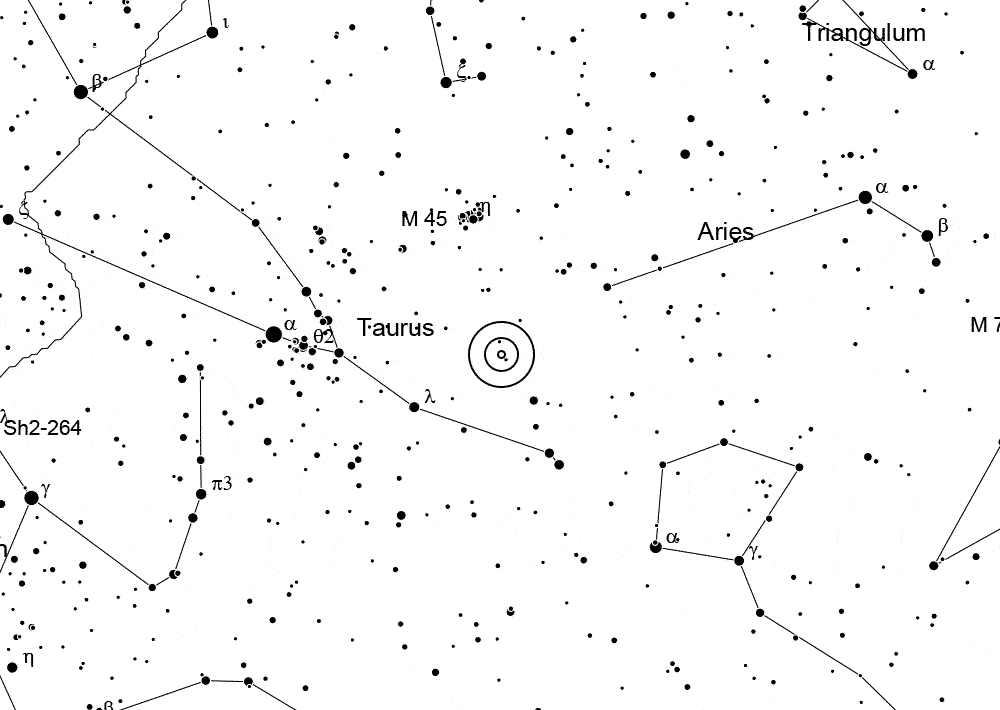 ι
Triangulum
α
β
ζ
α
ζ
M 45
η
Aries
β
α
θ2
Taurus
M 7
λ
λ
Sh2-264
γ
π3
α
γ
η
η
β